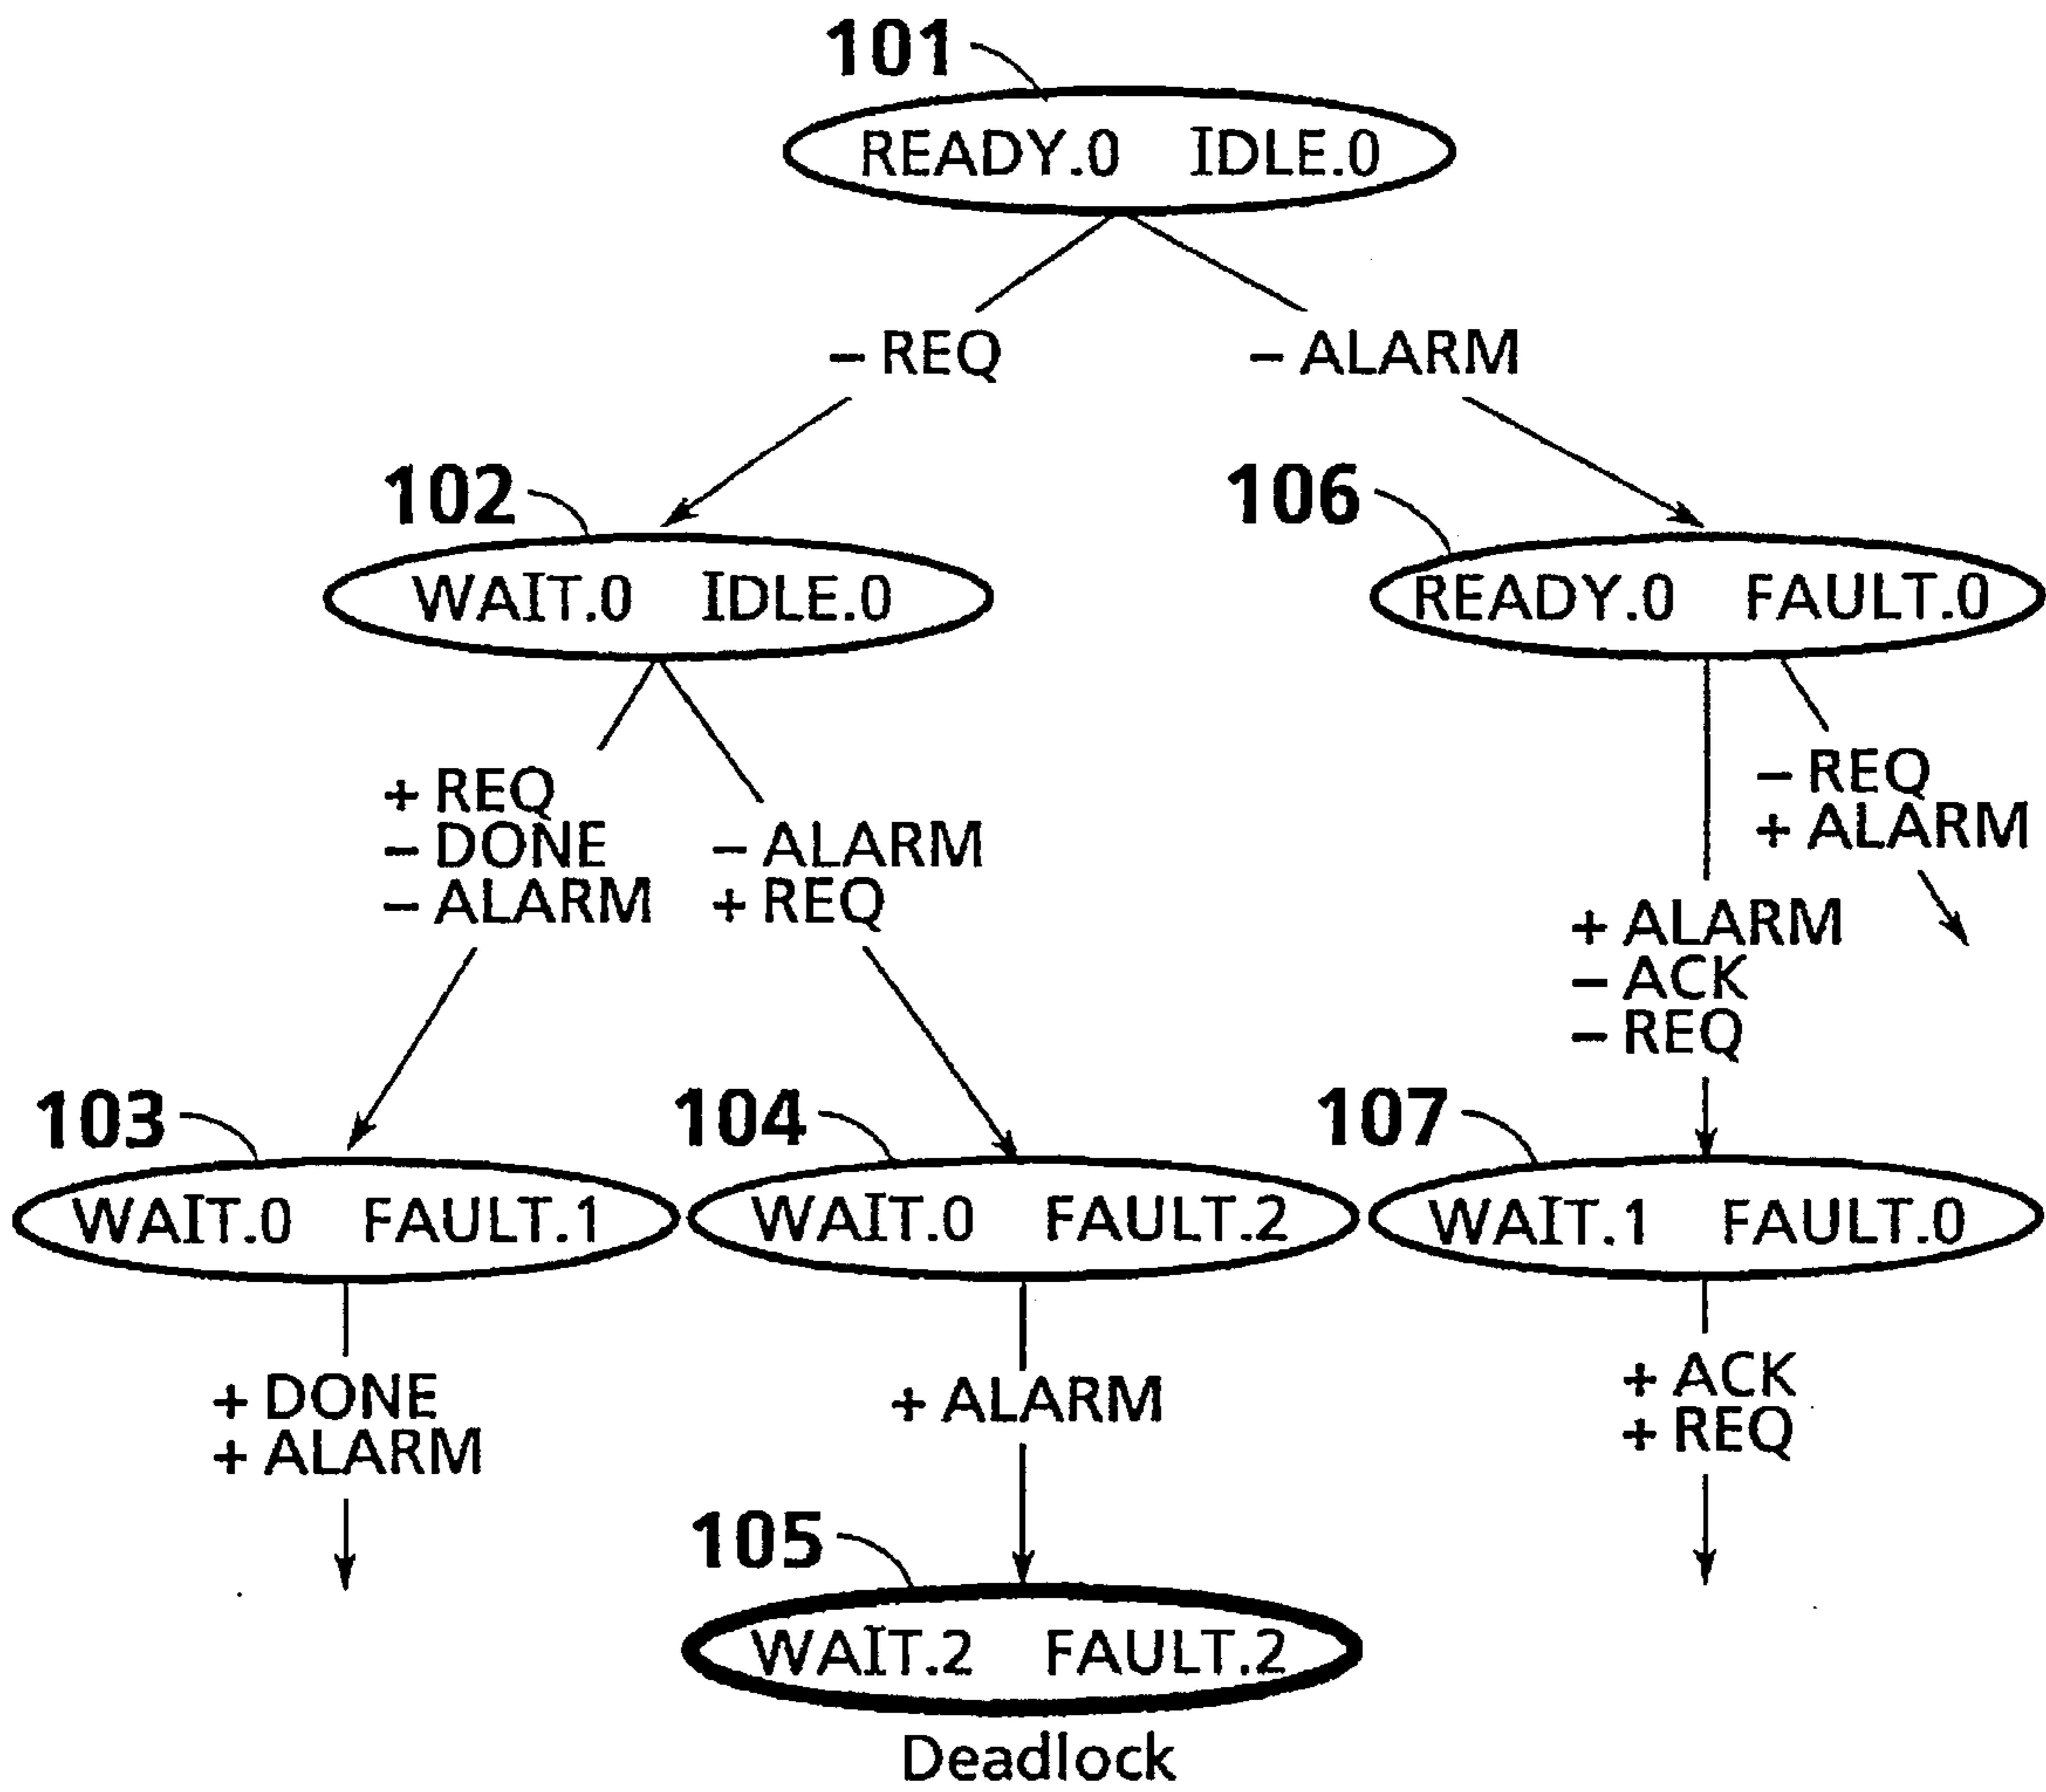 101
READY.0 IDLE.0
– REQ
– ALARM
102
106
WAIT.0 IDLE.0
READY.0 FAULT.0
+ REQ
– DONE
– ALARM
– ALARM
+ REQ
– REQ
+ ALARM
+ ALARM
– ACK
– REQ
103
104
107
WAIT.0 FAULT.1
WAIT.0 FAULT.2
WAIT.1 FAULT.0
+ DONE
+ ALARM
+ ALARM
+ ACK
+ REQ
105
WAIT.2 FAULT.2
Deadlock